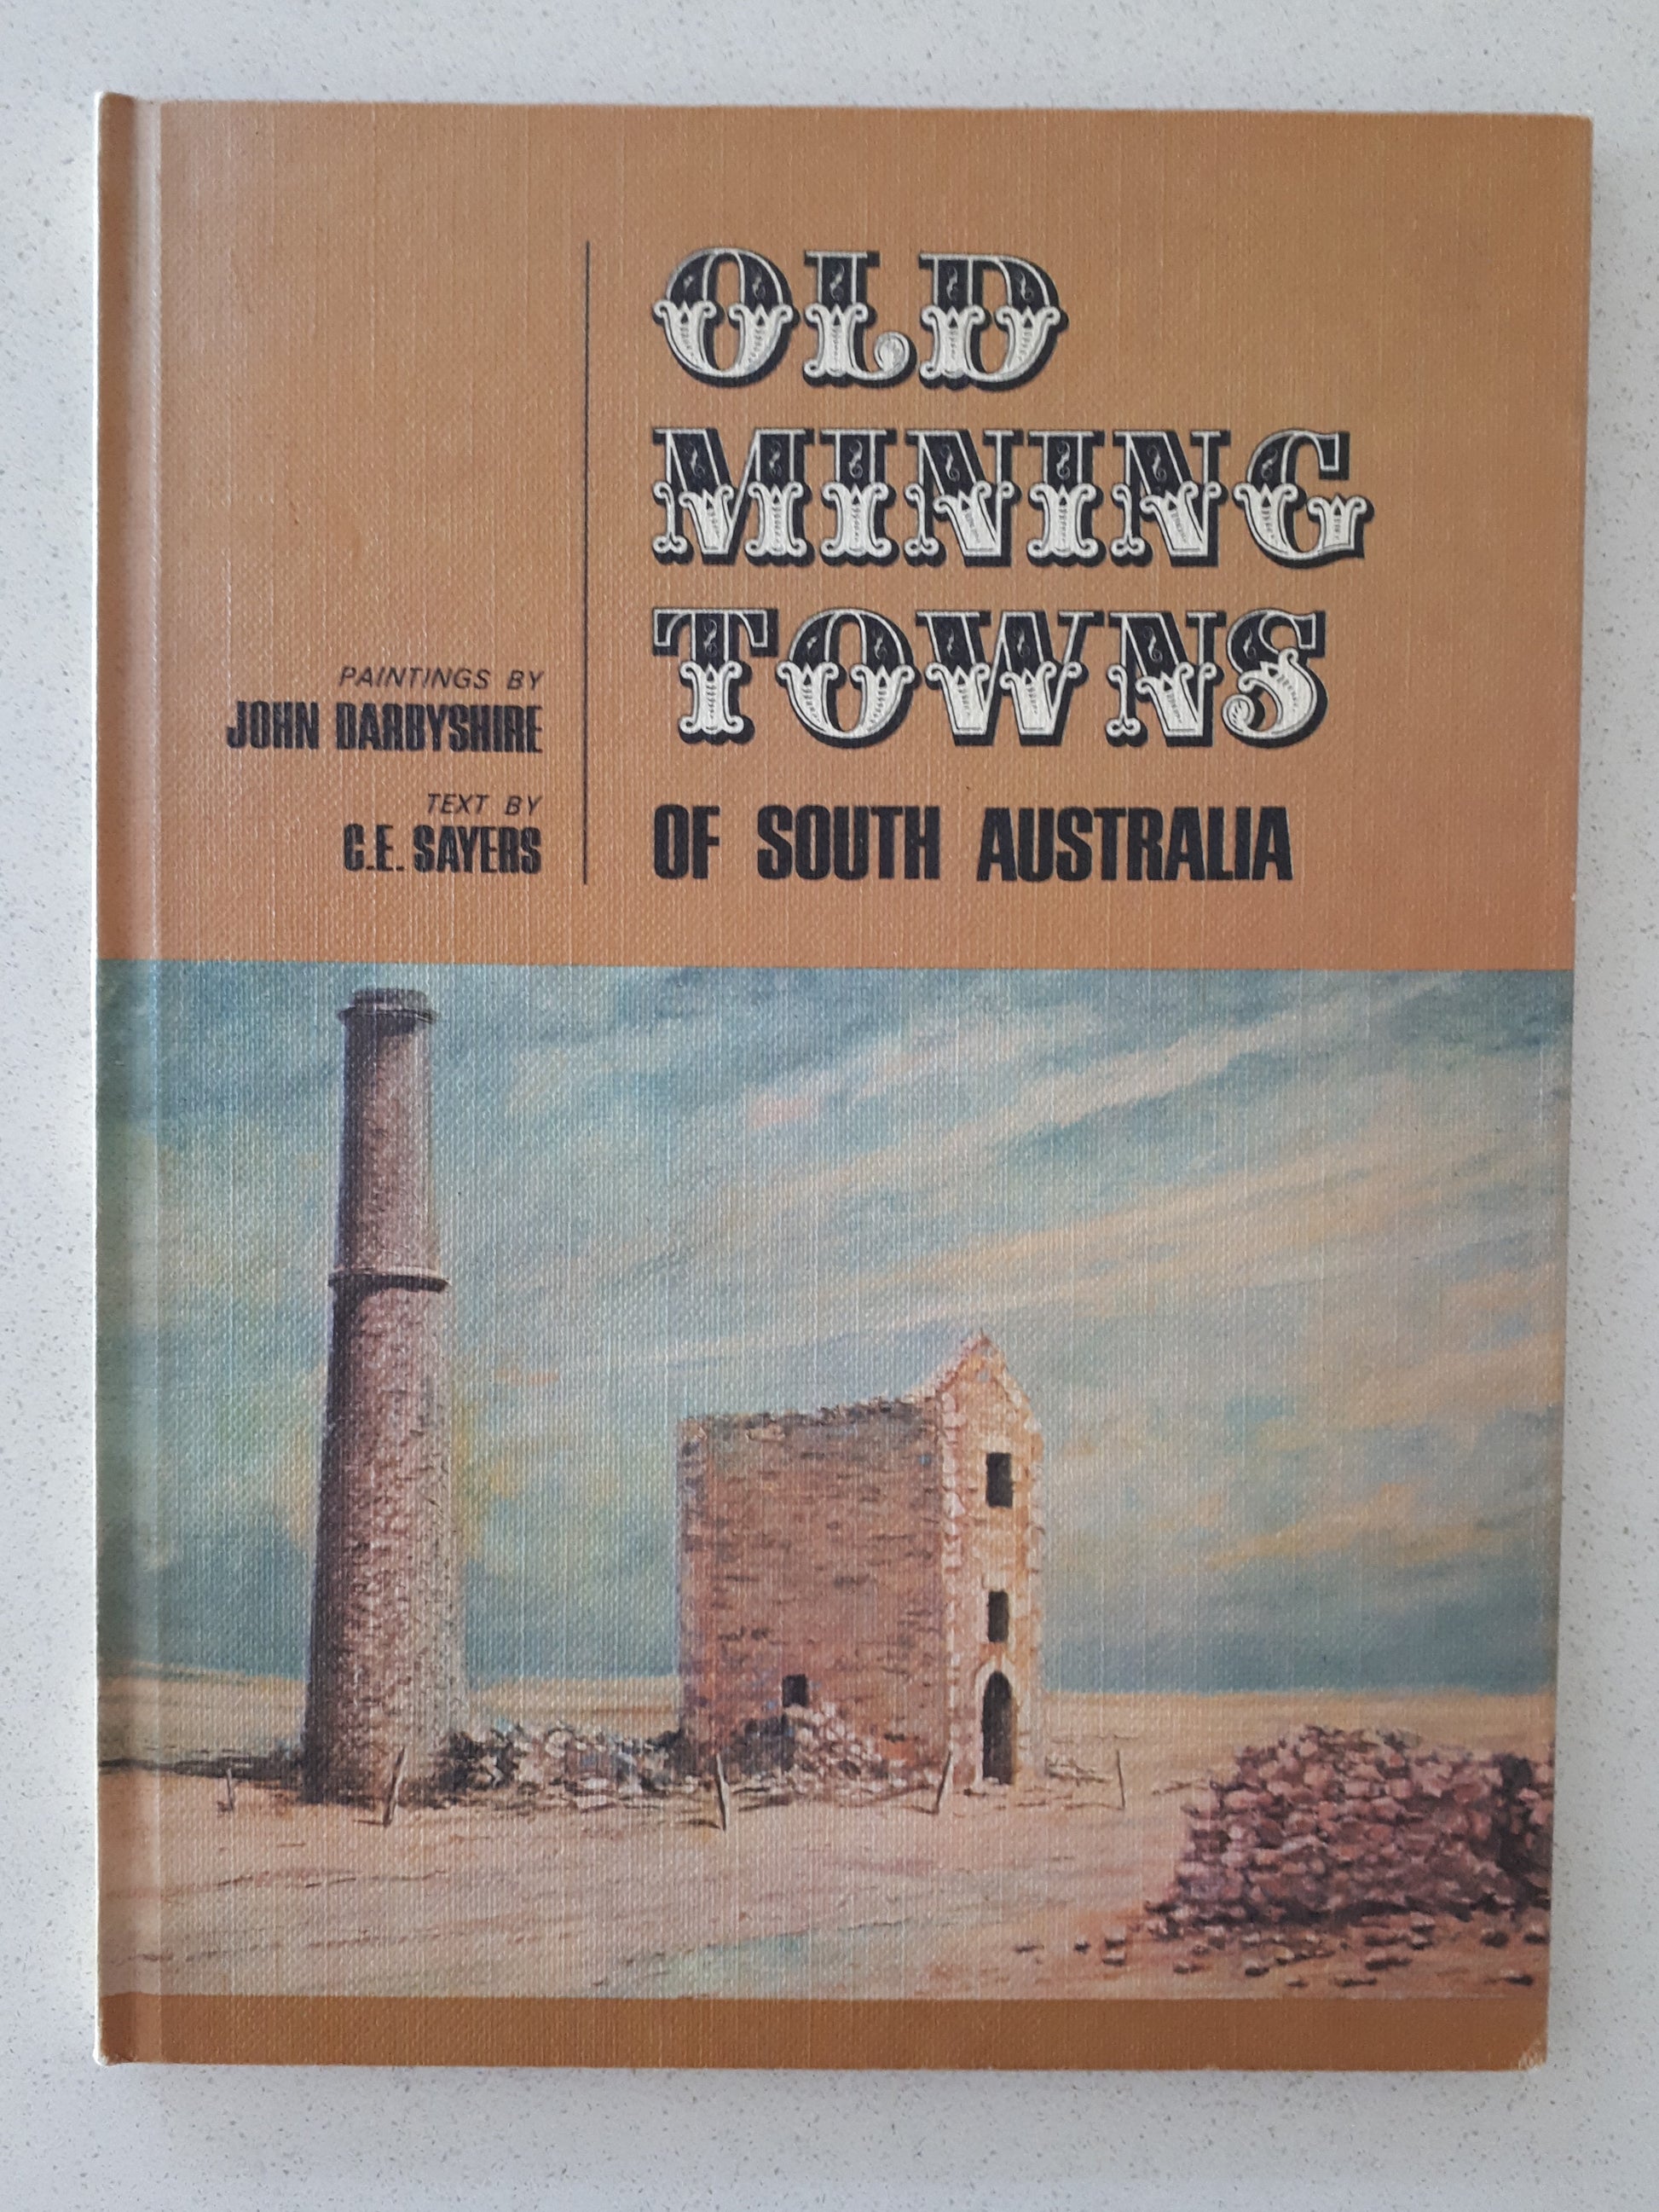 OLD
MINING
TOWNS
OF SOUTH AUSTRALIA
PAINTINGS BY
JOHN DARBYSHIRE
TEXT BY
C.E. SAYERS